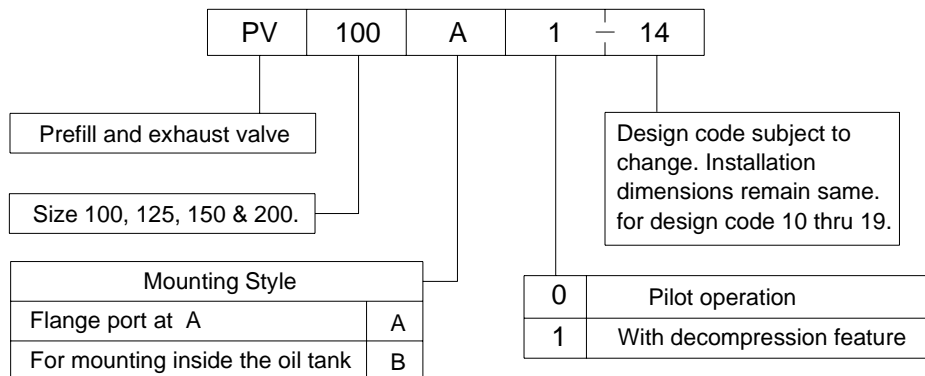 PV 100 A 1 – 14
Prefill and exhaust valve
Design code subject to
change. Installation
dimensions remain same.
for design code 10 thru 19.
Size 100, 125, 150 & 200.
Mounting Style
Flange port at A A
For mounting inside the oil tank B
0 Pilot operation
1 With decompression feature